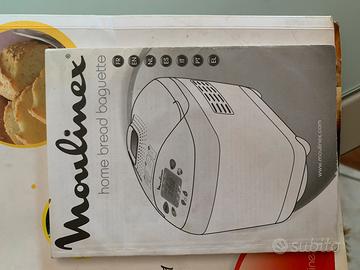 Moulinex
home bread baguette
FR
EN
NL
ES
IT
PT
EL
www.moulinex.com
subito